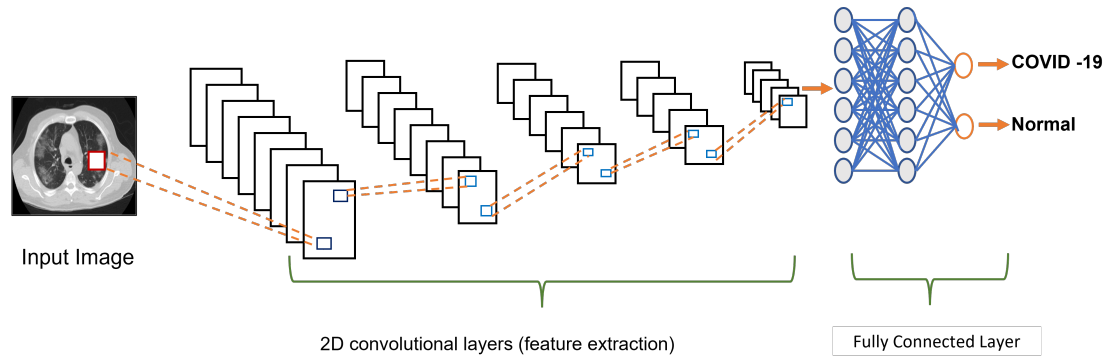 COVID -19
Normal
Input Image
2D convolutional layers (feature extraction)
Fully Connected Layer